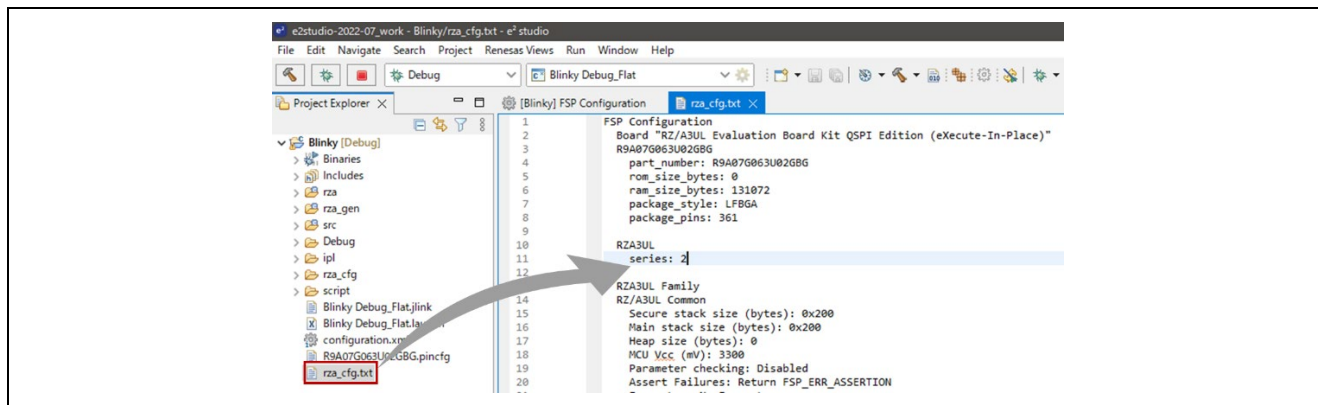 e2studio-2022-07_work - Blinky/rza_cfg.txt - e² studio
File Edit Navigate Search Project Renesas Views Run Window Help
Debug
Blinky Debug_Flat
Project Explorer
[Blinky] FSP Configuration
rza_cfg.txt
Blinky [Debug]
Binaries
Includes
rza
rza_gen
src
Debug
ipl
rza_cfg
script
Blinky Debug_Flat.jlink
Blinky Debug_Flat.la
configuration.xm
R9A07G063U02GBG.pincfg
rza_cfg.txt
1 FSP Configuration
2 Board "RZ/A3UL Evaluation Board Kit QSPI Edition (eXecute-In-Place)"
3 R9A07G063U02GBG
4 part_number: R9A07G063U02GBG
5 rom_size_bytes: 0
6 ram_size_bytes: 131072
7 package_style: LFBGA
8 package_pins: 361
9
10 RZA3UL
11 series: 2
12
RZA3UL Family
14 RZ/A3UL Common
15 Secure stack size (bytes): 0x200
16 Main stack size (bytes): 0x200
17 Heap size (bytes): 0
18 MCU Vcc (mV): 3300
19 Parameter checking: Disabled
20 Assert Failures: Return FSP_ERR_ASSERTION